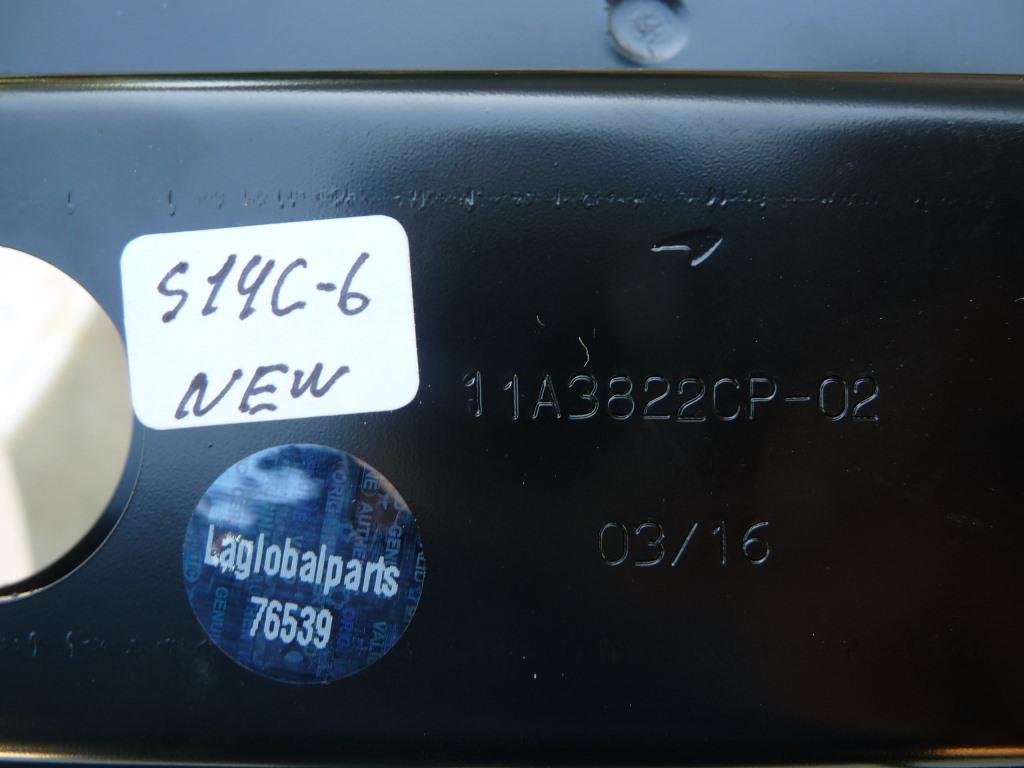 S14C-6
NEW
11A3822CP-02
03/16
Laglobalparts
76539